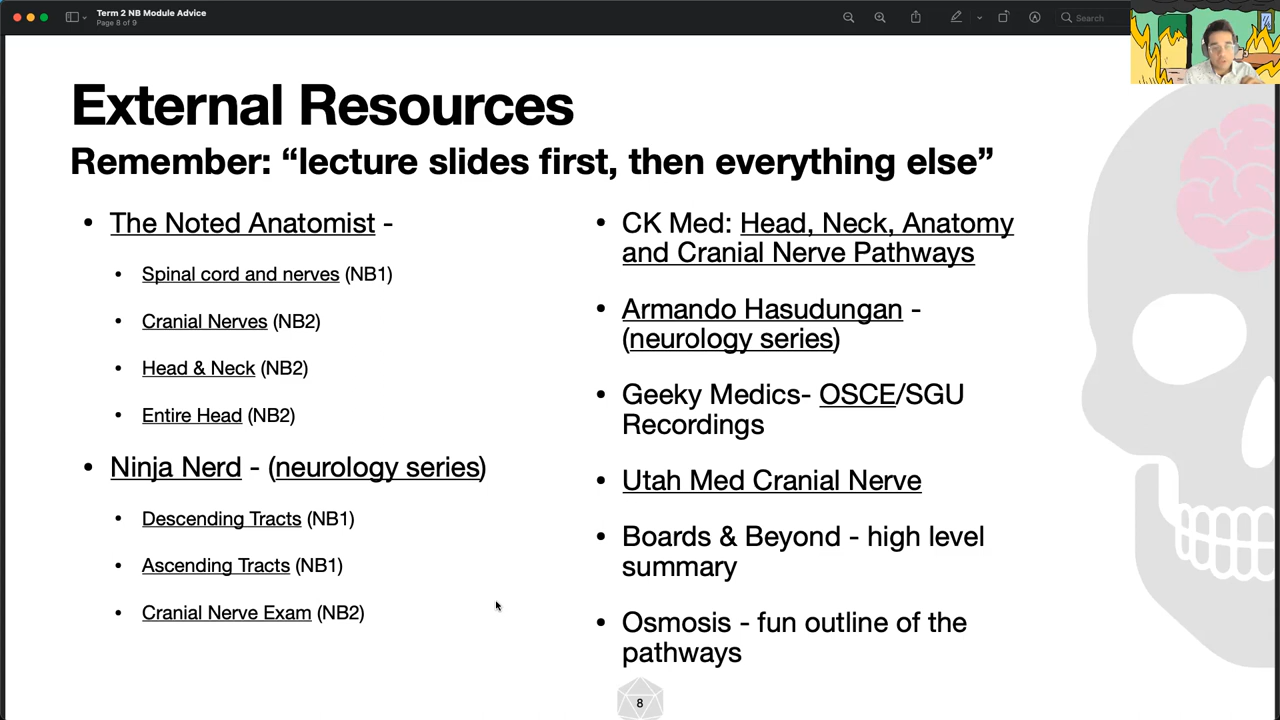 Term 2 NB Module Advice
Page 8 of 9
Search
External Resources
Remember: “lecture slides first, then everything else”
• The Noted Anatomist -
• Spinal cord and nerves (NB1)
• Cranial Nerves (NB2)
• Head & Neck (NB2)
• Entire Head (NB2)
• Ninja Nerd - (neurology series)
• Descending Tracts (NB1)
• Ascending Tracts (NB1)
• Cranial Nerve Exam (NB2)
• CK Med: Head, Neck, Anatomy
and Cranial Nerve Pathways
• Armando Hasudungan -
(neurology series)
• Geeky Medics- OSCE/SGU
Recordings
• Utah Med Cranial Nerve
• Boards & Beyond - high level
summary
• Osmosis - fun outline of the
pathways
8